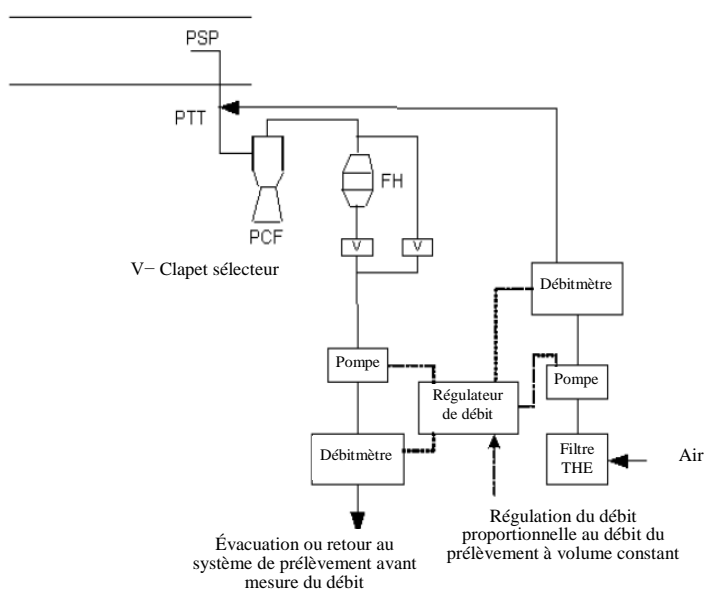 PSP
PTT
PCF
FH
V
V
V− Clapet sélecteur
Débitmètre
Pompe
Régulateur
de débit
Pompe
Débitmètre
Filtre
THE
Air
Évacuation ou retour au
système de prélèvement avant
mesure du débit
Régulation du débit
proportionnelle au débit du
prélèvement à volume constant